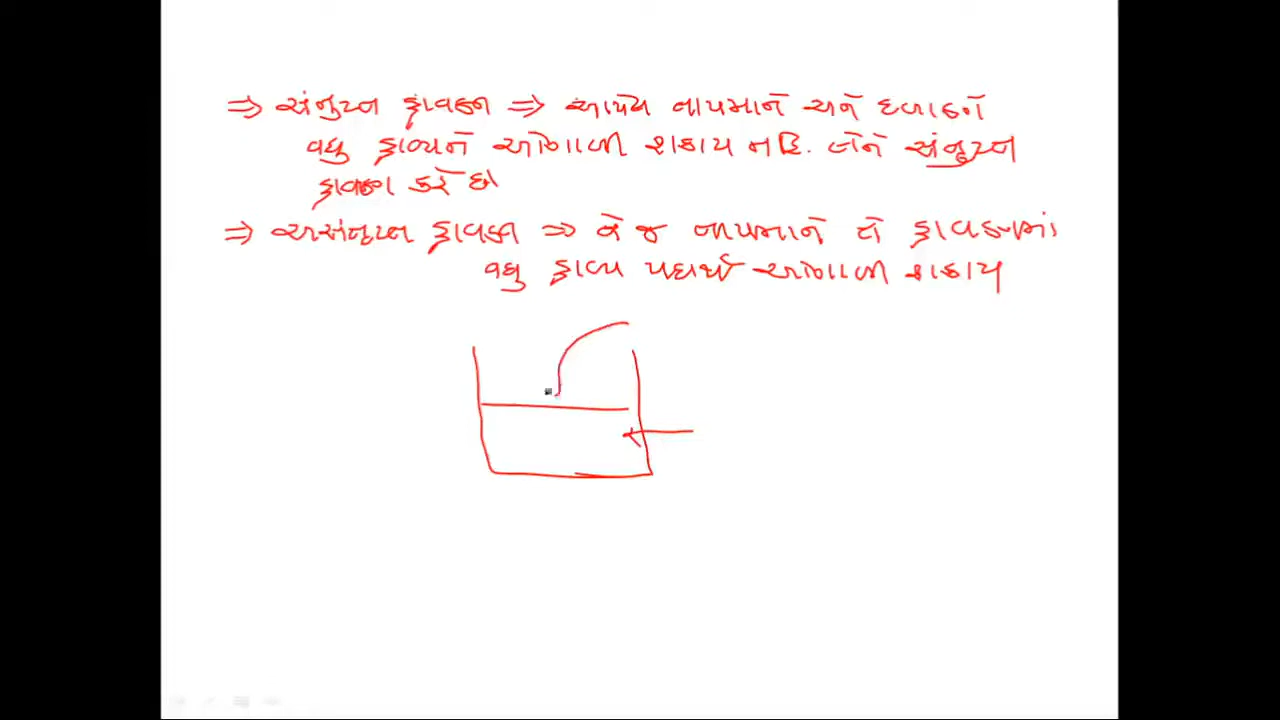 ⇒ સંતૃપ્ત દ્રાવણ ⇒ આપેલ તાપમાને અને દબાણને
વધુ દ્રાવ્યને ઓગાળી શકાય નહિ. તેને સંતૃપ્ત
દ્રાવણ કહે છે
⇒ અસંતૃપ્ત દ્રાવણ ⇒ તે જ તાપમાને તે દ્રાવણમાં
વધુ દ્રાવ્ય પદાર્થ ઓગાળી શકાય